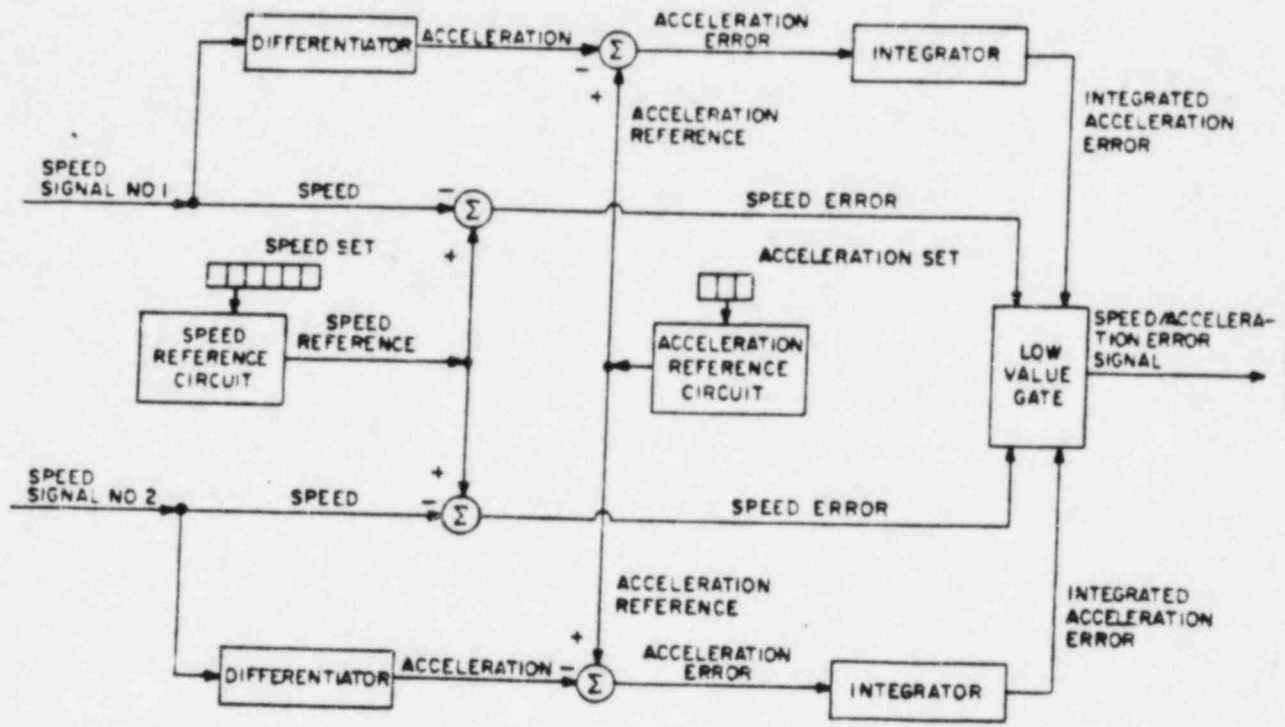 DIFFERENTIATOR
ACCELERATION
Σ
-
+
ACCELERATION
ERROR
INTEGRATOR
ACCELERATION
REFERENCE
INTEGRATED
ACCELERATION
ERROR
SPEED
SIGNAL NO 1
SPEED
-
Σ
+
SPEED ERROR
SPEED SET
SPEED
REFERENCE
CIRCUIT
SPEED
REFERENCE
ACCELERATION SET
ACCELERATION
REFERENCE
CIRCUIT
LOW
VALUE
GATE
SPEED/ACCELERA-
TION ERROR
SIGNAL
SPEED
SIGNAL NO 2
SPEED
+
-
Σ
SPEED ERROR
ACCELERATION
REFERENCE
INTEGRATED
ACCELERATION
ERROR
DIFFERENTIATOR
ACCELERATION
+
-
Σ
ACCELERATION
ERROR
INTEGRATOR